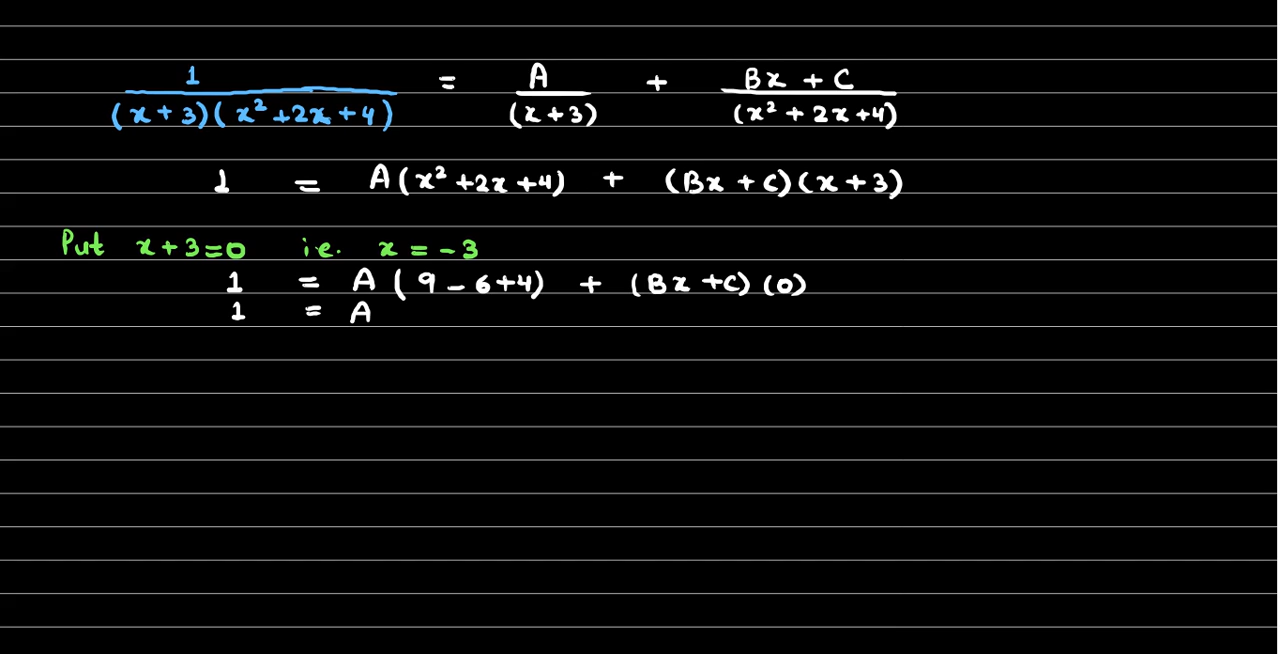 1/((x+3)(x²+2x+4)) = A/(x+3) + (Bx + C)/(x²+2x+4)
1 = A(x²+2x+4) + (Bx+C)(x+3)
Put x+3=0 i.e. x=-3
1 = A(9-6+4) + (Bx+C)(0)
1 = A